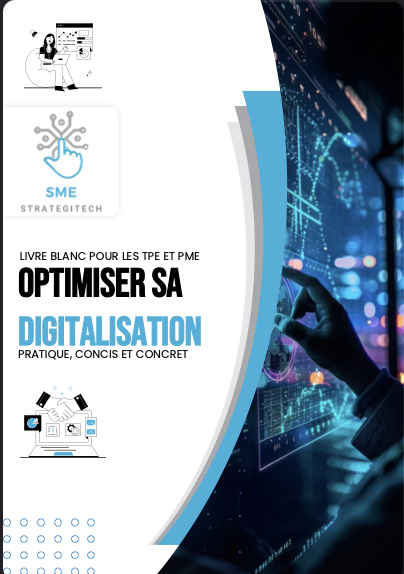 SME
STRATEGITECH
LIVRE BLANC POUR LES TPE ET PME
OPTIMISER SA
DIGITALISATION
PRATIQUE, CONCIS ET CONCRET